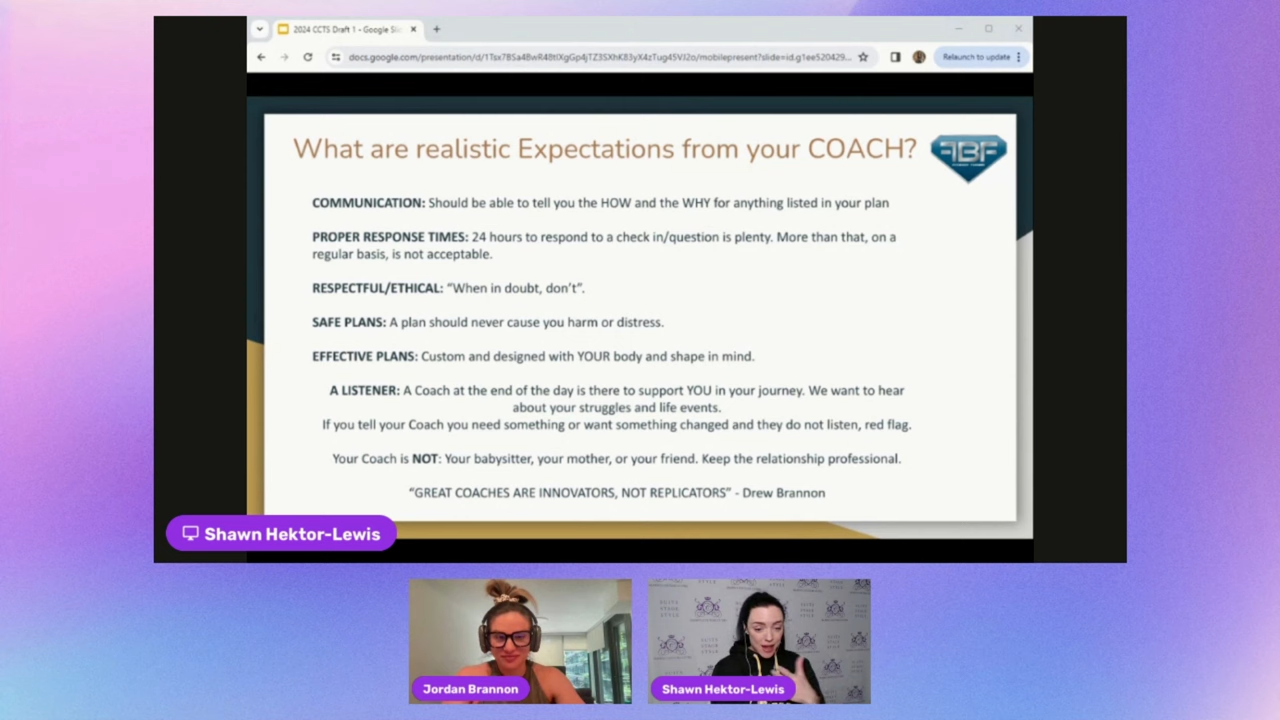 2024 CCTS Draft 1 - Google Sli
Relaunch to update
What are realistic Expectations from your COACH?
FBF
COMMUNICATION: Should be able to tell you the HOW and the WHY for anything listed in your plan
PROPER RESPONSE TIMES: 24 hours to respond to a check in/question is plenty. More than that, on a
regular basis, is not acceptable.
RESPECTFUL/ETHICAL: “When in doubt, don’t”.
SAFE PLANS: A plan should never cause you harm or distress.
EFFECTIVE PLANS: Custom and designed with YOUR body and shape in mind.
A LISTENER: A Coach at the end of the day is there to support YOU in your journey. We want to hear
about your struggles and life events.
If you tell your Coach you need something or want something changed and they do not listen, red flag.
Your Coach is NOT: Your babysitter, your mother, or your friend. Keep the relationship professional.
“GREAT COACHES ARE INNOVATORS, NOT REPLICATORS” - Drew Brannon
Shawn Hektor-Lewis
Jordan Brannon
Shawn Hektor-Lewis